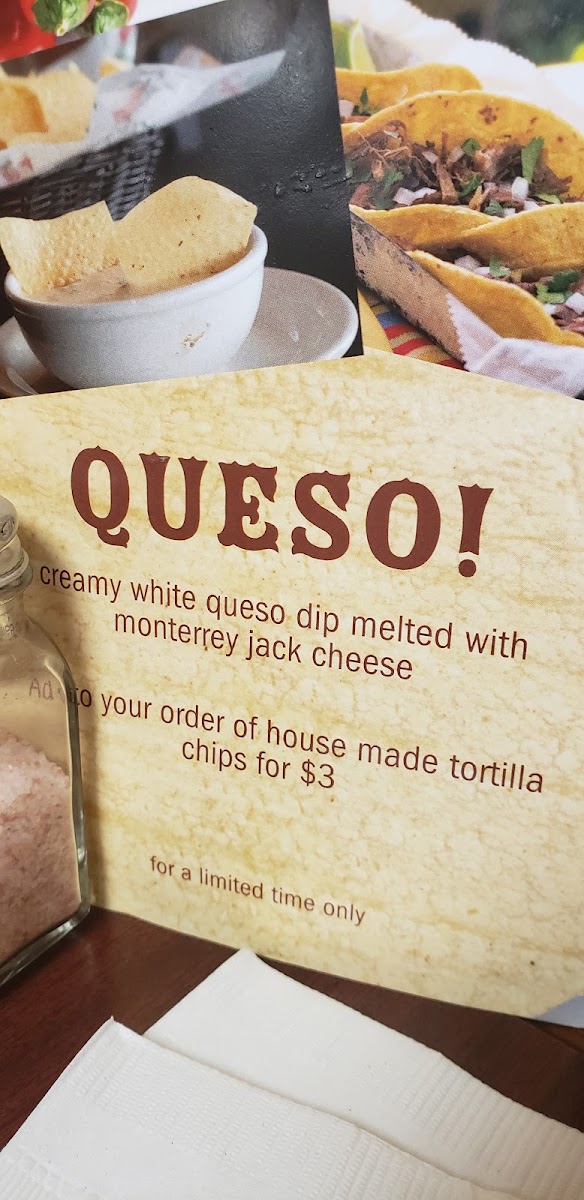 QUESO!
creamy white queso dip melted with
monterrey jack cheese
Add to your order of house made tortilla
chips for $3
for a limited time only